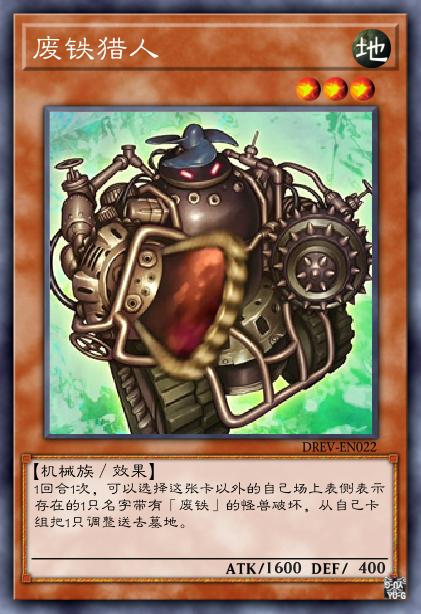 废铁猎人
地
DREV-EN022
【机械族／效果】
1回合1次，可以选择这张卡以外的自己场上表侧表示
存在的1只名字带有「废铁」的怪兽破坏，从自己卡
组把1只调整送去墓地。
ATK/1600 DEF/ 400